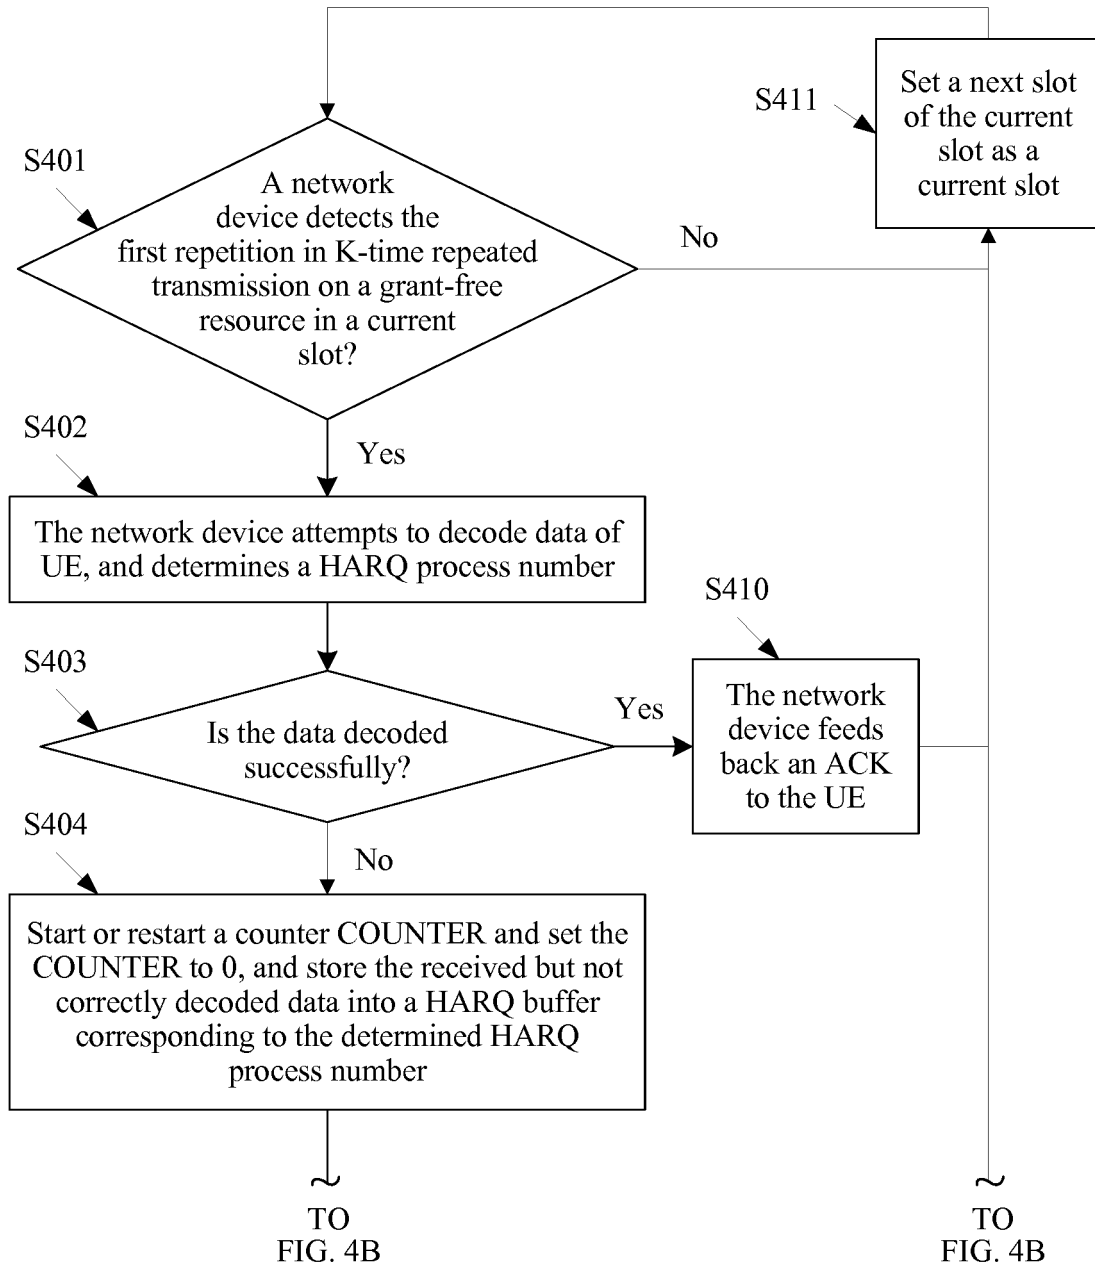 S411
Set a next slot
of the current
slot as a
current slot
S401
A network
device detects the
first repetition in K-time repeated
transmission on a grant-free
resource in a current
slot?
No
S402
Yes
The network device attempts to decode data of
UE, and determines a HARQ process number
S410
S403
Is the data decoded
successfully?
Yes
The network
device feeds
back an ACK
to the UE
S404
No
Start or restart a counter COUNTER and set the
COUNTER to 0, and store the received but not
correctly decoded data into a HARQ buffer
corresponding to the determined HARQ
process number
TO
FIG. 4B
TO
FIG. 4B